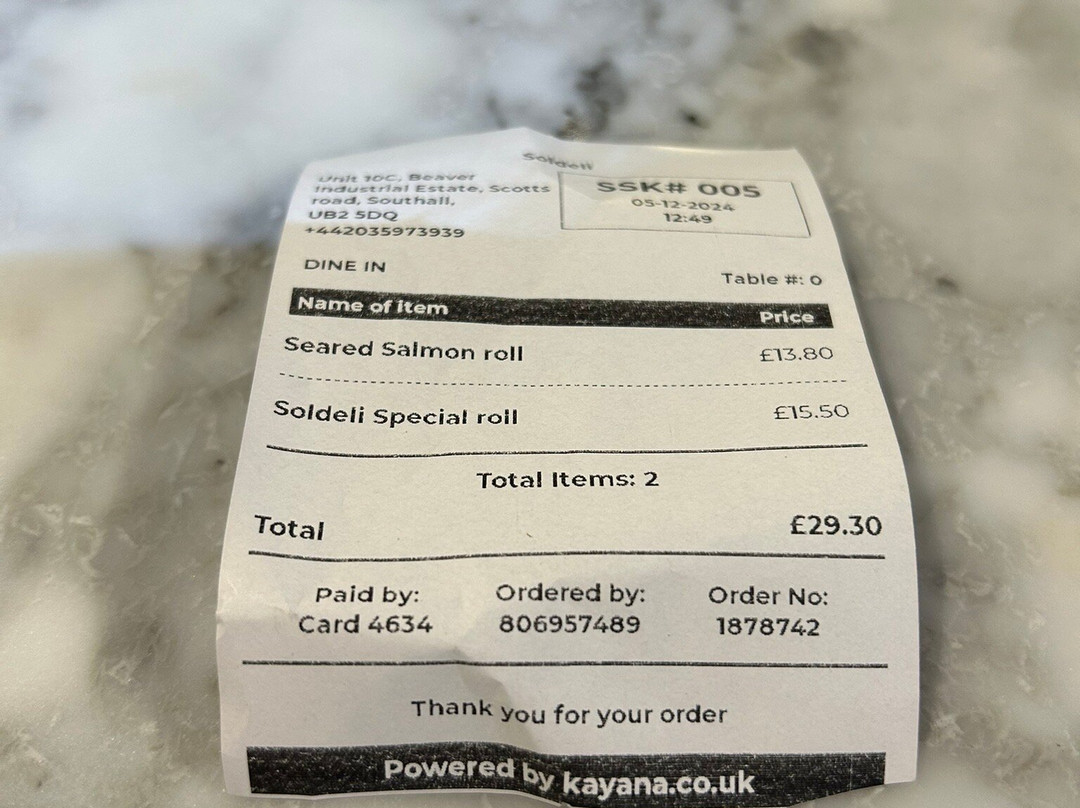 Soldeli
Unit 10C, Beaver
Industrial Estate, Scotts
road, Southall,
UB2 5DQ
+442035973939
SSK# 005
05-12-2024
12:49
DINE IN
Table #: 0
Name of item Price
Seared Salmon roll £13.80
Soldeli Special roll £15.50
Total Items: 2
Total £29.30
Paid by: Ordered by: Order No:
Card 4634 806957489 1878742
Thank you for your order
Powered by kayana.co.uk